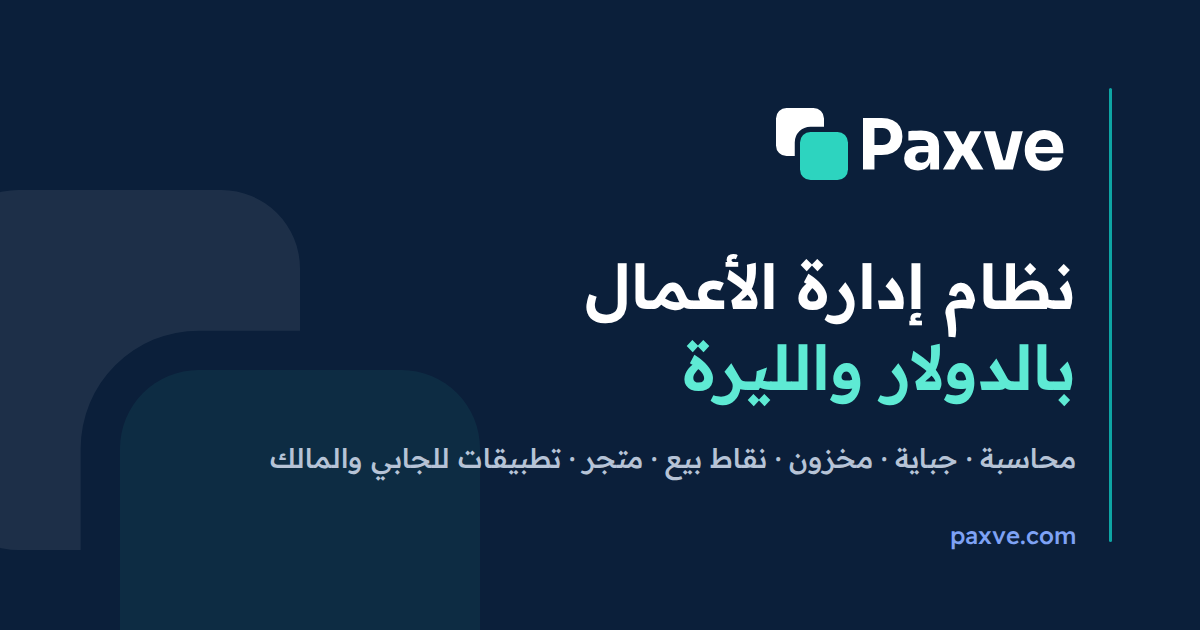 Paxve
نظام إدارة الأعمال
بالدولار والليرة
محاسبة · جباية · مخزون · نقاط بيع · متجر · تطبيقات للجابي والمالك
paxve.com